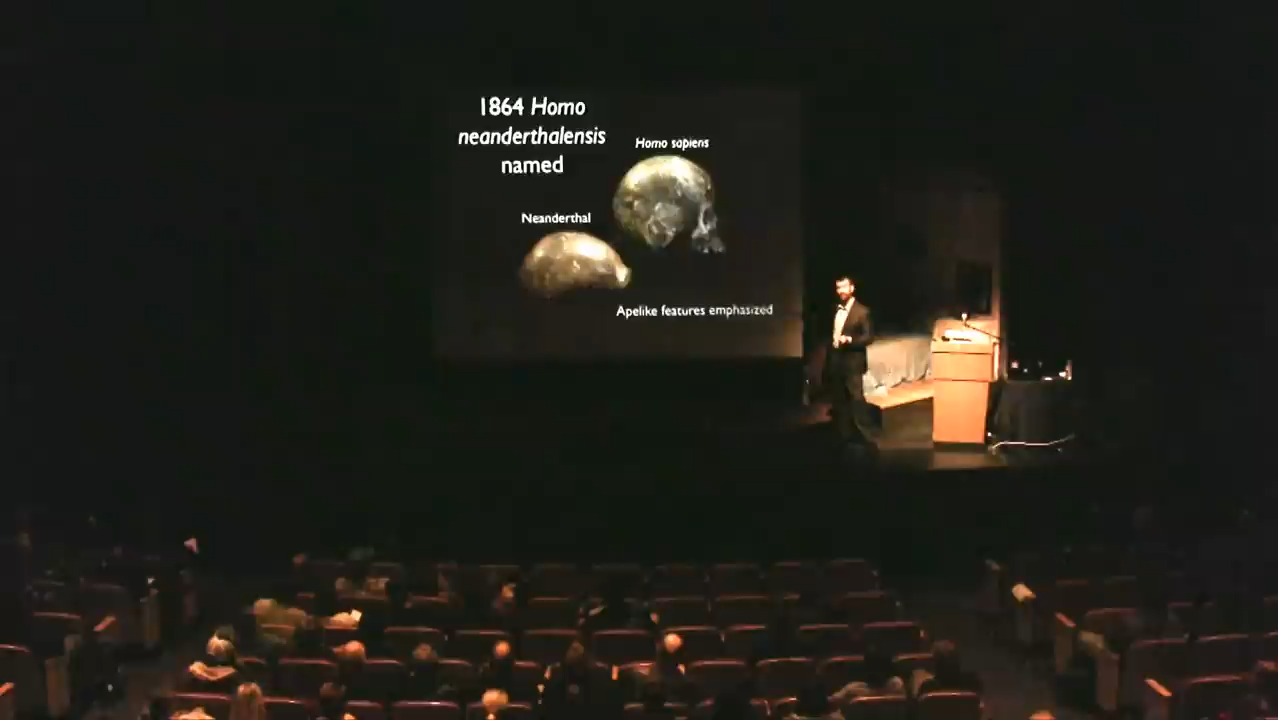 1864 Homo
neanderthalensis
named
Homo sapiens
Neanderthal
Apelike features emphasized